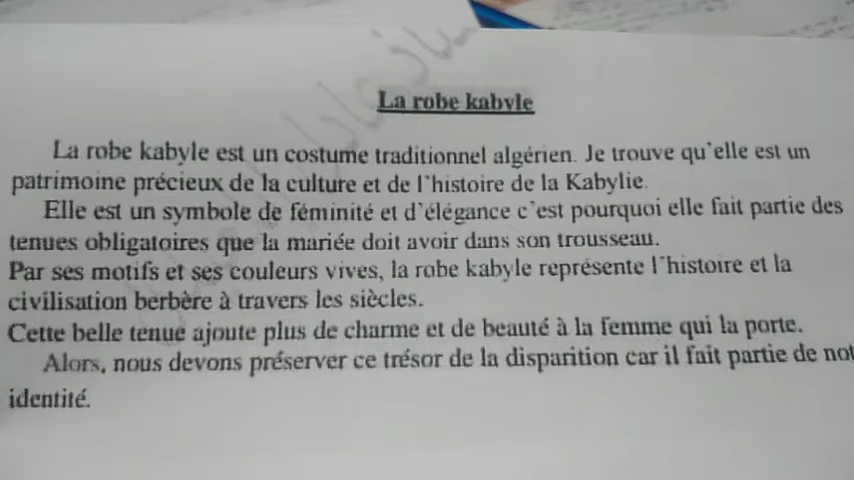 La robe kabyle
La robe kabyle est un costume traditionnel algérien. Je trouve qu'elle est un
patrimoine précieux de la culture et de l'histoire de la Kabylie.
Elle est un symbole de féminité et d'élégance c'est pourquoi elle fait partie des
tenues obligatoires que la mariée doit avoir dans son trousseau.
Par ses motifs et ses couleurs vives, la robe kabyle représente l'histoire et la
civilisation berbère à travers les siècles.
Cette belle tenue ajoute plus de charme et de beauté à la femme qui la porte.
Alors, nous devons préserver ce trésor de la disparition car il fait partie de not
identité.